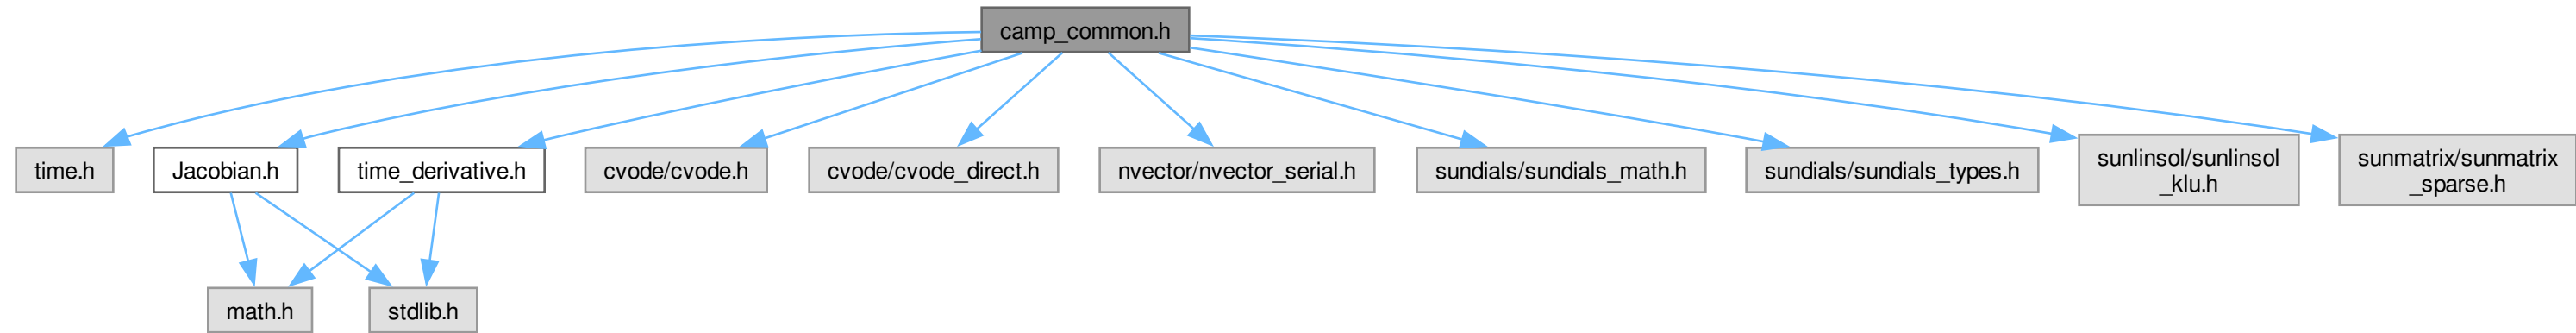 camp_common.h
time.h
Jacobian.h
time_derivative.h
cvode/cvode.h
cvode/cvode_direct.h
nvector/nvector_serial.h
sundials/sundials_math.h
sundials/sundials_types.h
sunlinsol/sunlinsol
_klu.h
sunmatrix/sunmatrix
_sparse.h
math.h
stdlib.h